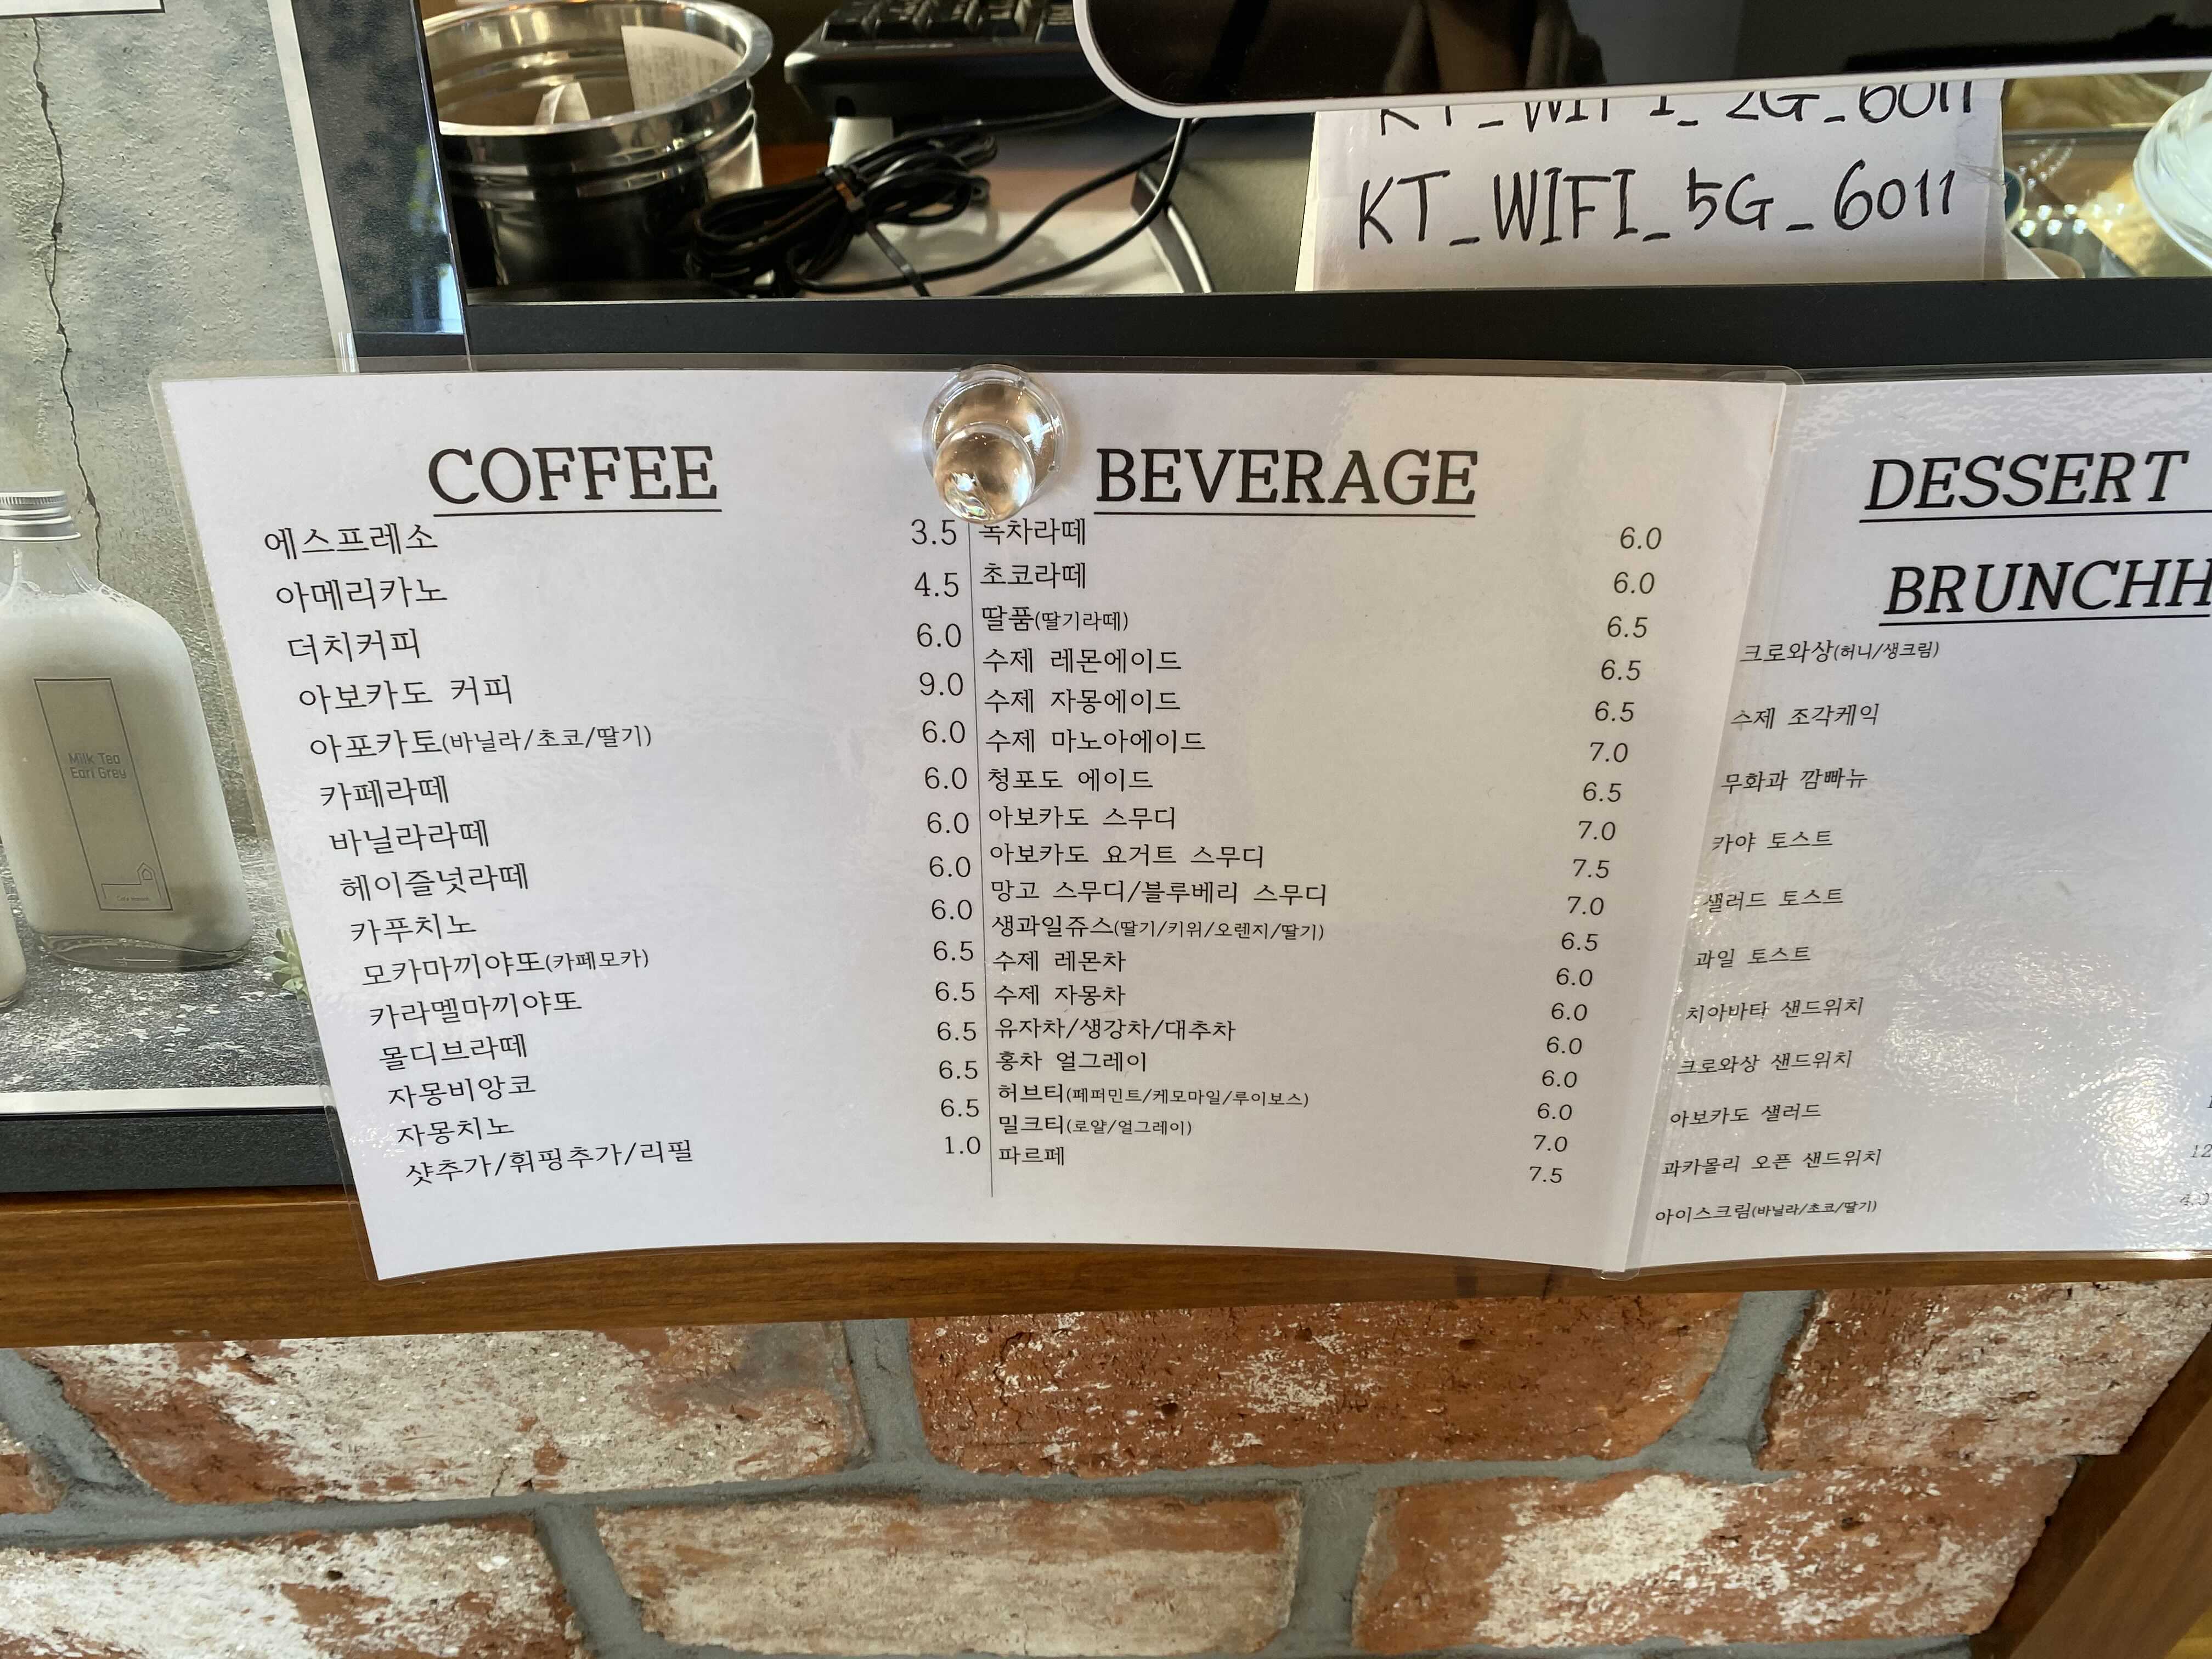 KT_WIFI_2G_6011
KT_WIFI_5G_6011
Milk Tea
Earl Grey
COFFEE
에스프레소 3.5
아메리카노 4.5
더치커피 6.0
아보카도 커피 9.0
아포카토(바닐라/초코/딸기) 6.0
카페라떼 6.0
바닐라라떼 6.0
헤이즐넛라떼 6.0
카푸치노 6.0
모카마끼야또(카페모카) 6.5
카라멜마끼야또 6.5
몰디브라떼 6.5
자몽비앙코 6.5
자몽치노 6.5
샷추가/휘핑추가/리필 1.0
BEVERAGE
녹차라떼 6.0
초코라떼 6.0
딸품(딸기라떼) 6.5
수제 레몬에이드 6.5
수제 자몽에이드 6.5
수제 마노아에이드 7.0
청포도 에이드 6.5
아보카도 스무디 7.0
아보카도 요거트 스무디 7.5
망고 스무디/블루베리 스무디 7.0
생과일쥬스(딸기/키위/오렌지/딸기) 6.5
수제 레몬차 6.0
수제 자몽차 6.0
유자차/생강차/대추차 6.0
홍차 얼그레이 6.0
허브티(페퍼민트/케모마일/루이보스) 6.0
밀크티(로얄/얼그레이) 7.0
파르페 7.5
DESSERT
BRUNCHH
크로와상(허니/생크림)
수제 조각케익
무화과 깜빠뉴
카야 토스트
샐러드 토스트
과일 토스트
치아바타 샌드위치
크로와상 샌드위치
아보카도 샐러드
과카몰리 오픈 샌드위치 12
아이스크림(바닐라/초코/딸기) 4.0